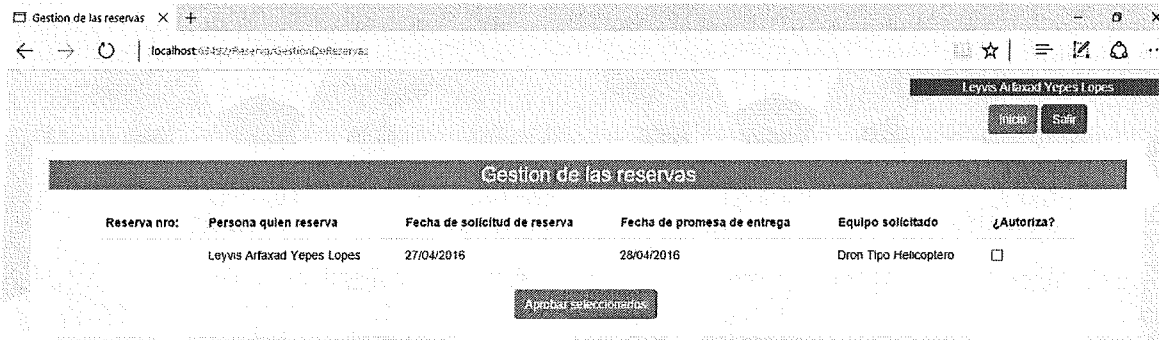 Gestion de las reservas
localhost
Leyvis Arfaxad Yepes Lopes
Inicio Salir
Gestion de las reservas
Reserva nro: Persona quien reserva Fecha de solicitud de reserva Fecha de promesa de entrega Equipo solicitado ¿Autoriza?
Leyvis Arfaxad Yepes Lopes 27/04/2016 28/04/2016 Dron Tipo Helicoptero
Aprobar seleccionados